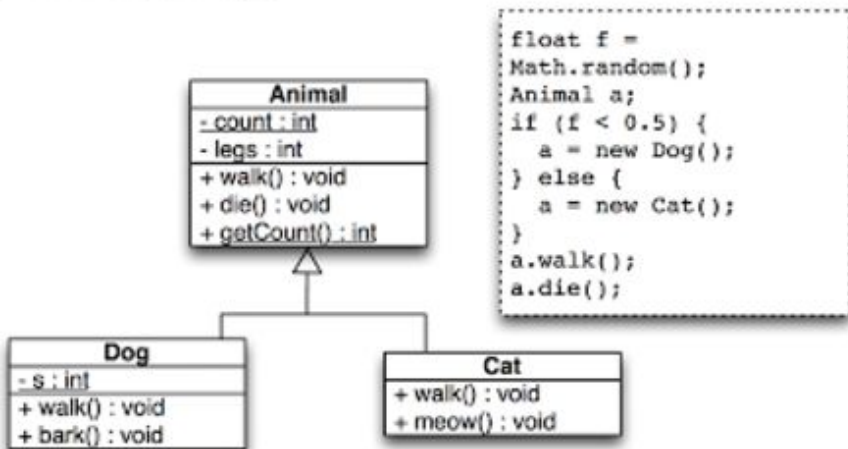 Animal
- count : int
- legs : int
+ walk() : void
+ die() : void
+ getCount() : int
float f =
Math.random();
Animal a;
if (f < 0.5) {
a = new Dog();
} else {
a = new Cat();
}
a.walk();
a.die();
Dog
- s : int
+ walk() : void
+ bark() : void
Cat
+ walk() : void
+ meow() : void